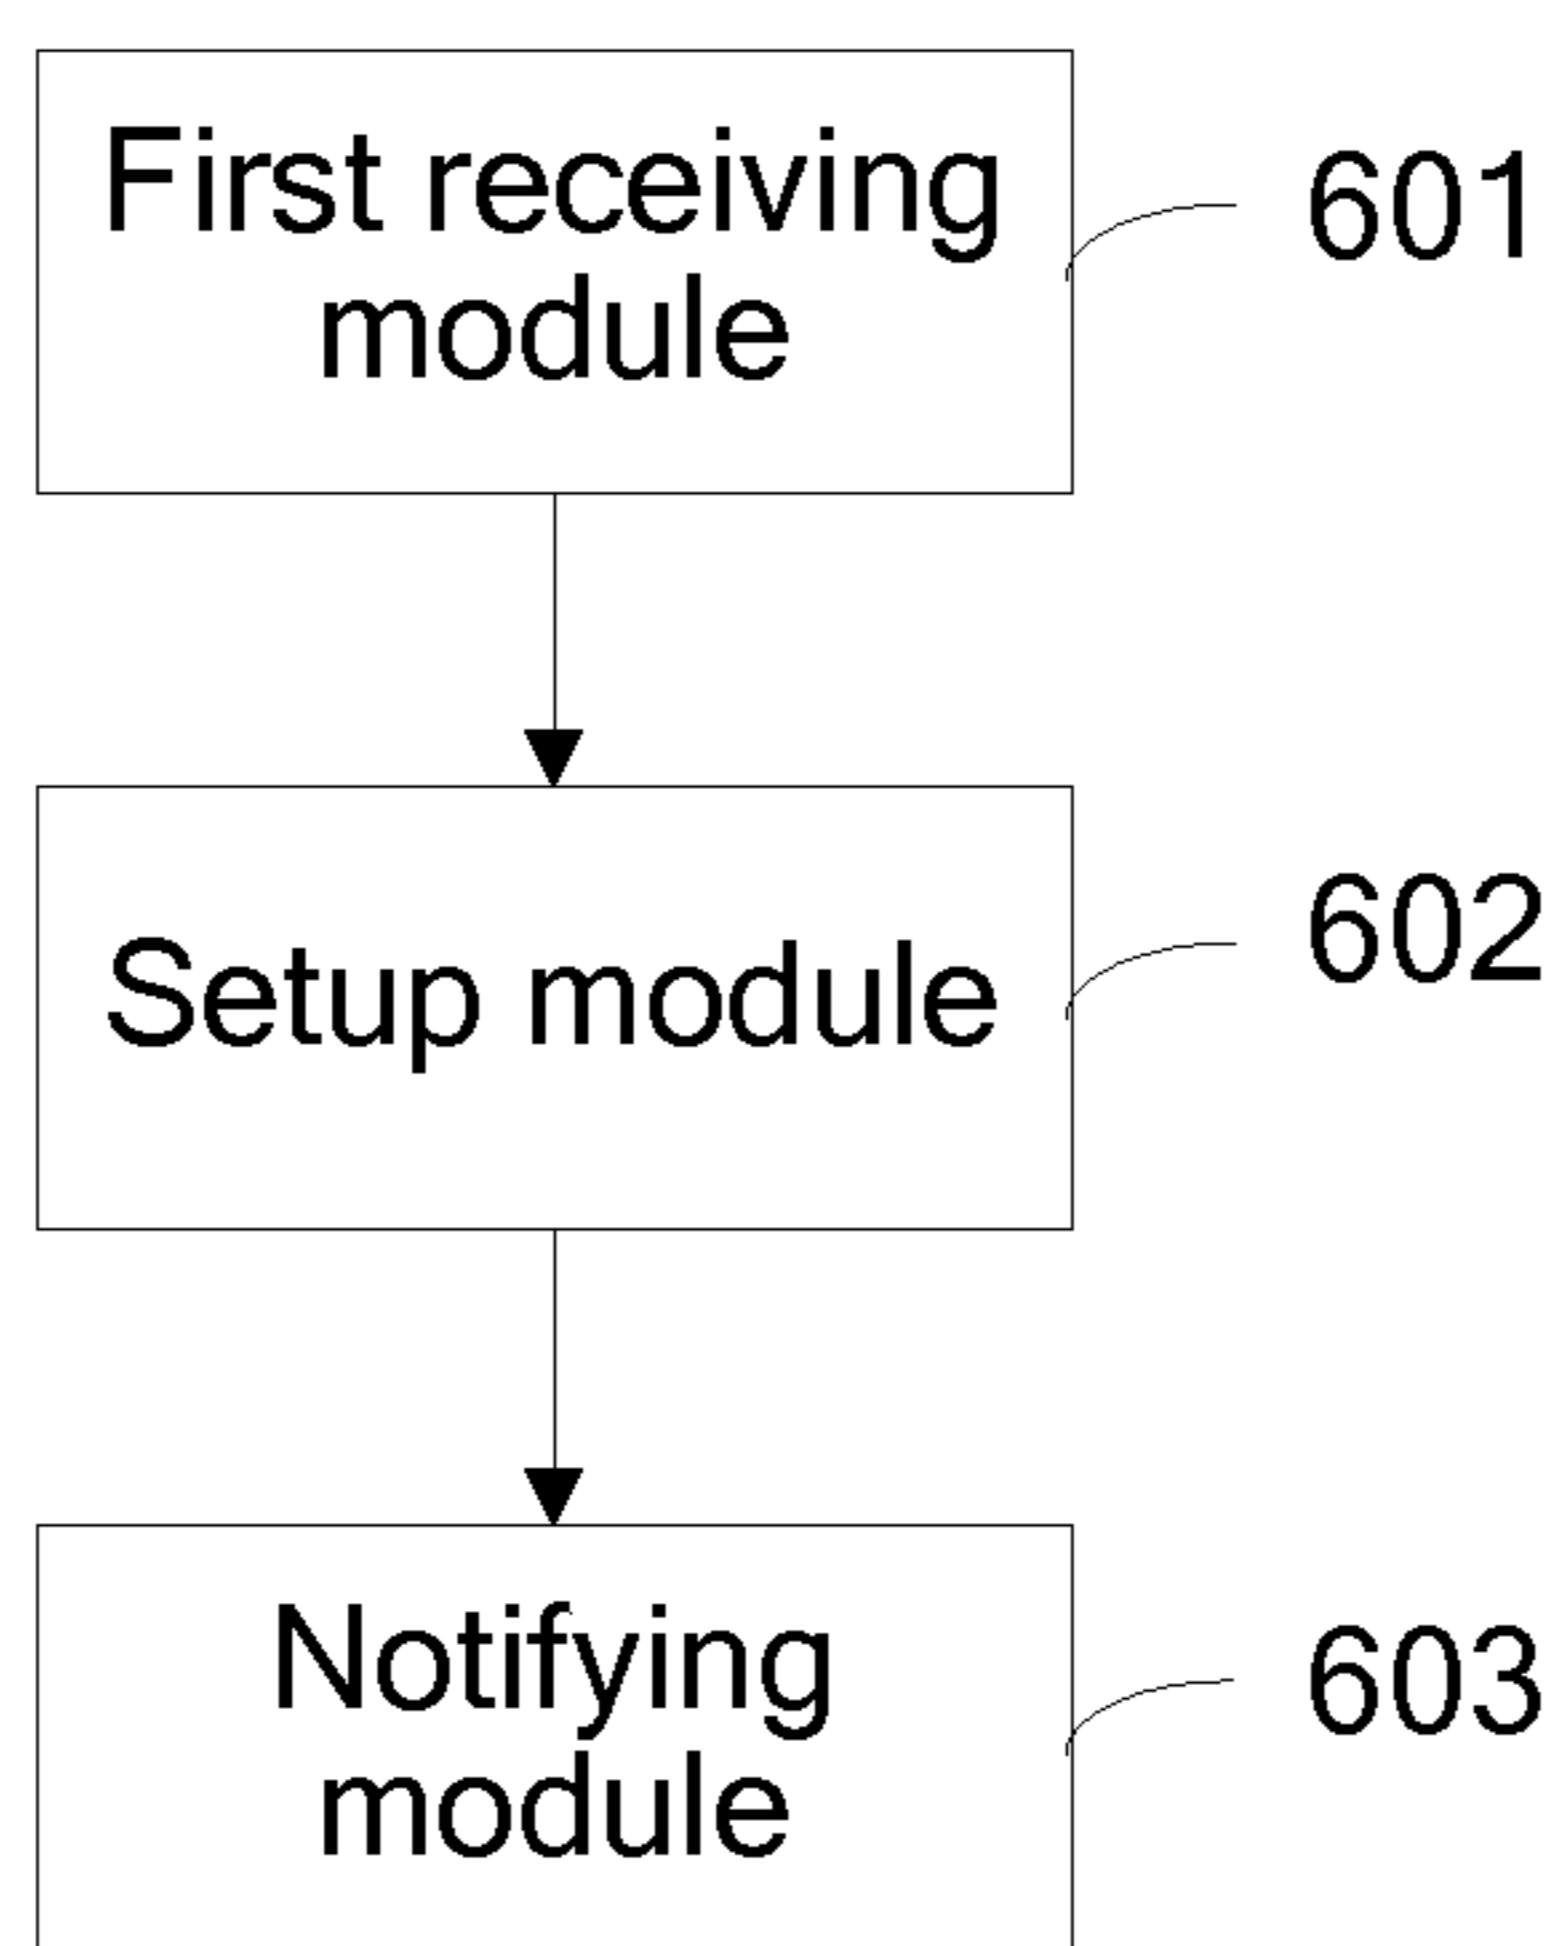 First receiving
module
601
Setup module
602
Notifying
module
603